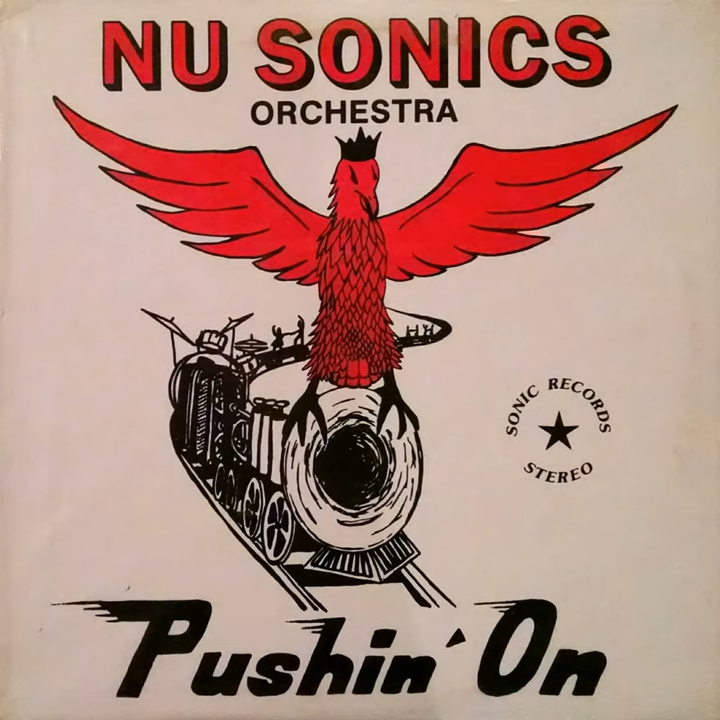 NU SONICS
ORCHESTRA
SONIC RECORDS
STEREO
Pushin' On